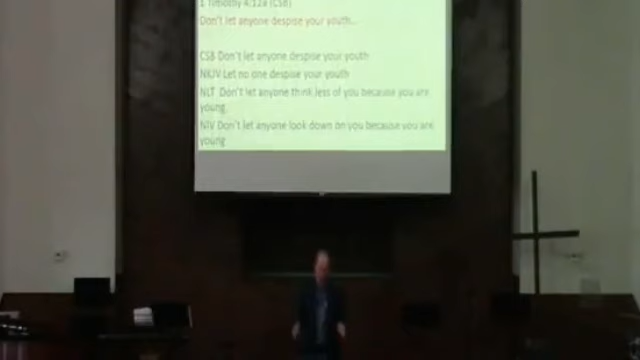 1 Timothy 4:12a (CSB)
Don't let anyone despise your youth...
CSB Don't let anyone despise your youth
NKJV Let no one despise your youth
NLT Don't let anyone think less of you because you are
young.
NIV Don't let anyone look down on you because you are
young